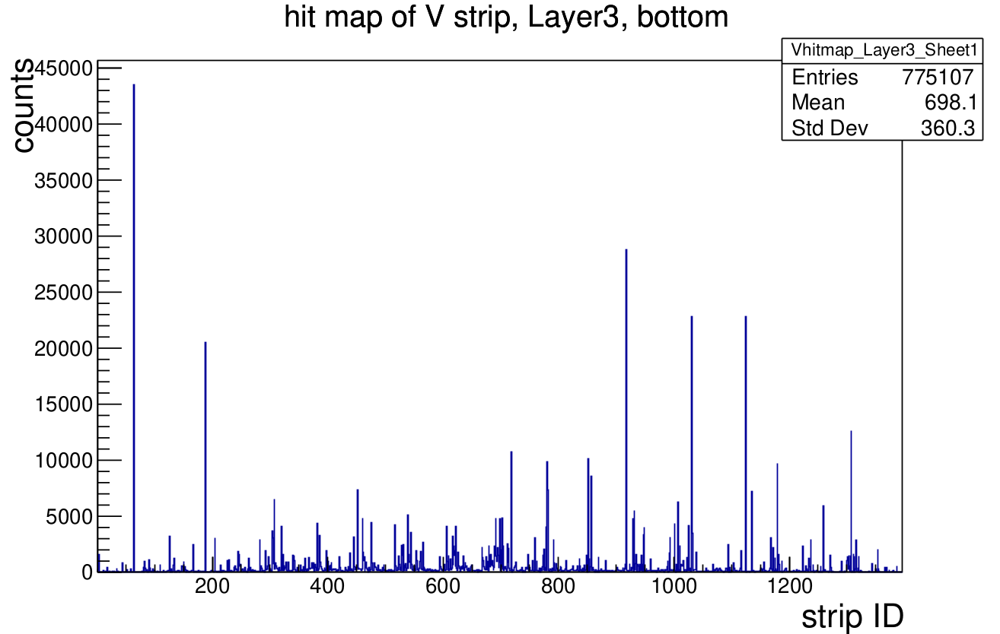 hit map of V strip, Layer3, bottom
Vhitmap_Layer3_Sheet1
Entries 775107
Mean 698.1
Std Dev 360.3
counts
45000
40000
35000
30000
25000
20000
15000
10000
5000
0
200 400 600 800 1000 1200
strip ID